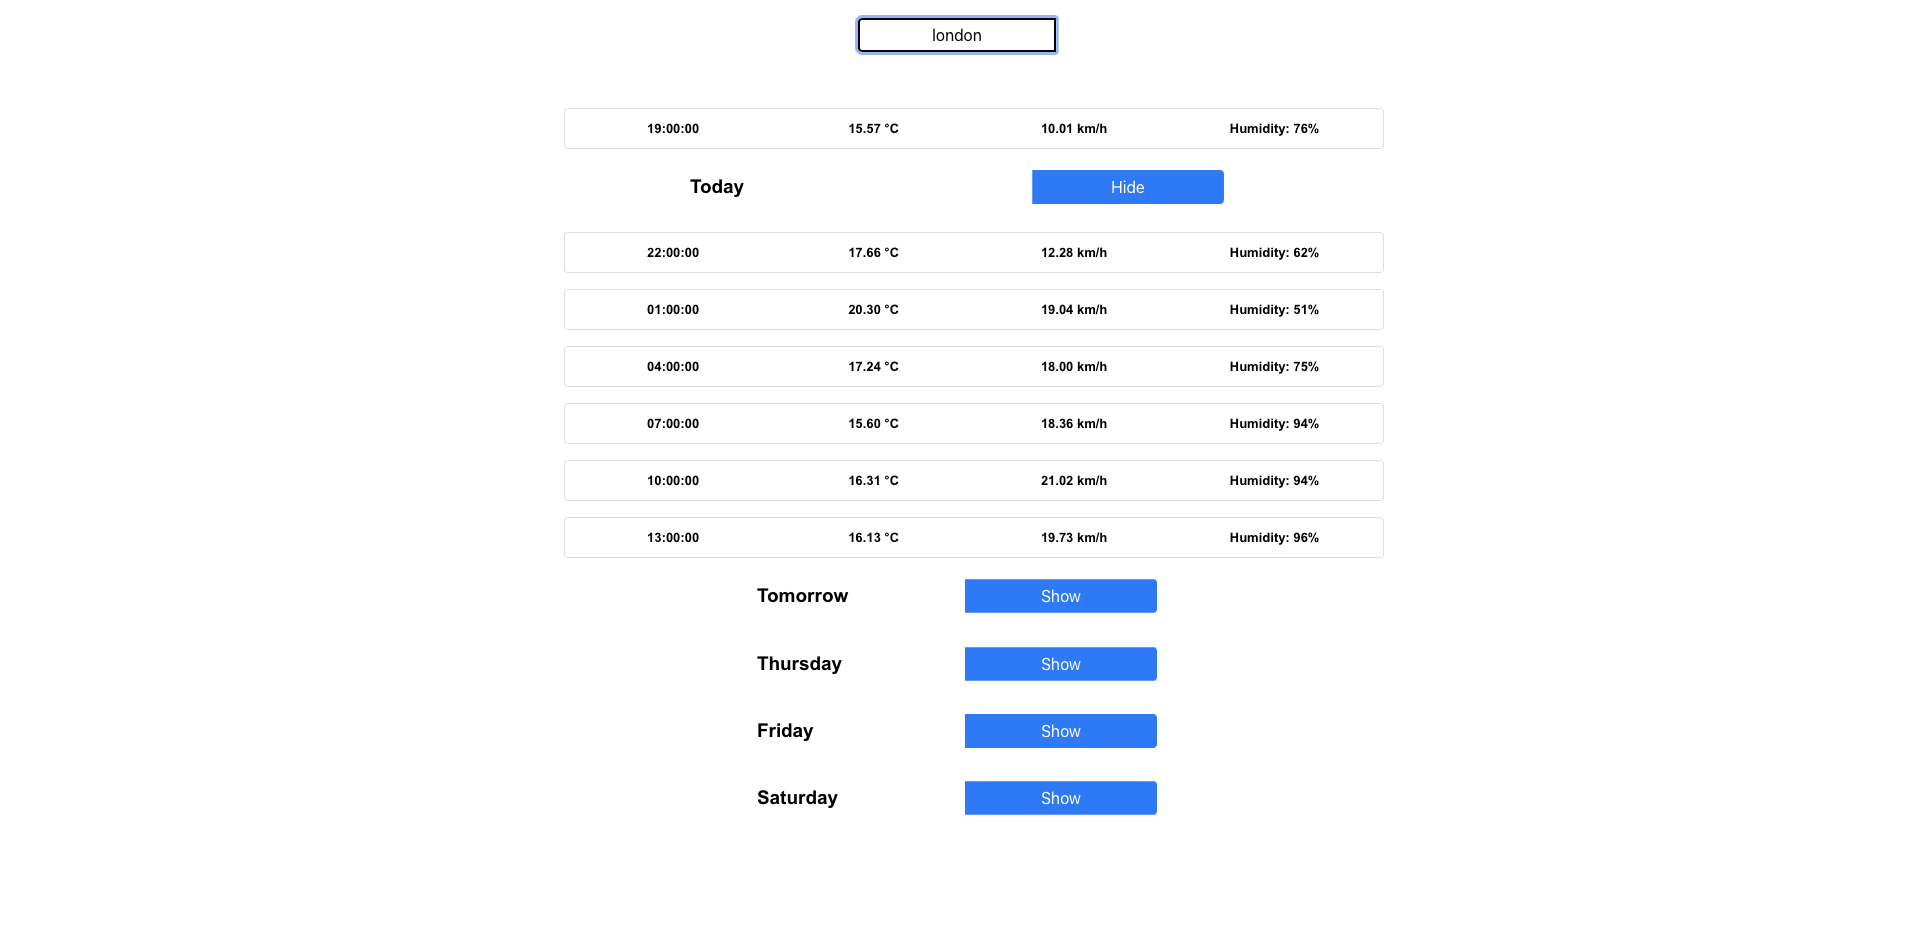 london
19:00:00 15.57 °C 10.01 km/h Humidity: 76%
Today Hide
22:00:00 17.66 °C 12.28 km/h Humidity: 62%
01:00:00 20.30 °C 19.04 km/h Humidity: 51%
04:00:00 17.24 °C 18.00 km/h Humidity: 75%
07:00:00 15.60 °C 18.36 km/h Humidity: 94%
10:00:00 16.31 °C 21.02 km/h Humidity: 94%
13:00:00 16.13 °C 19.73 km/h Humidity: 96%
Tomorrow Show
Thursday Show
Friday Show
Saturday Show